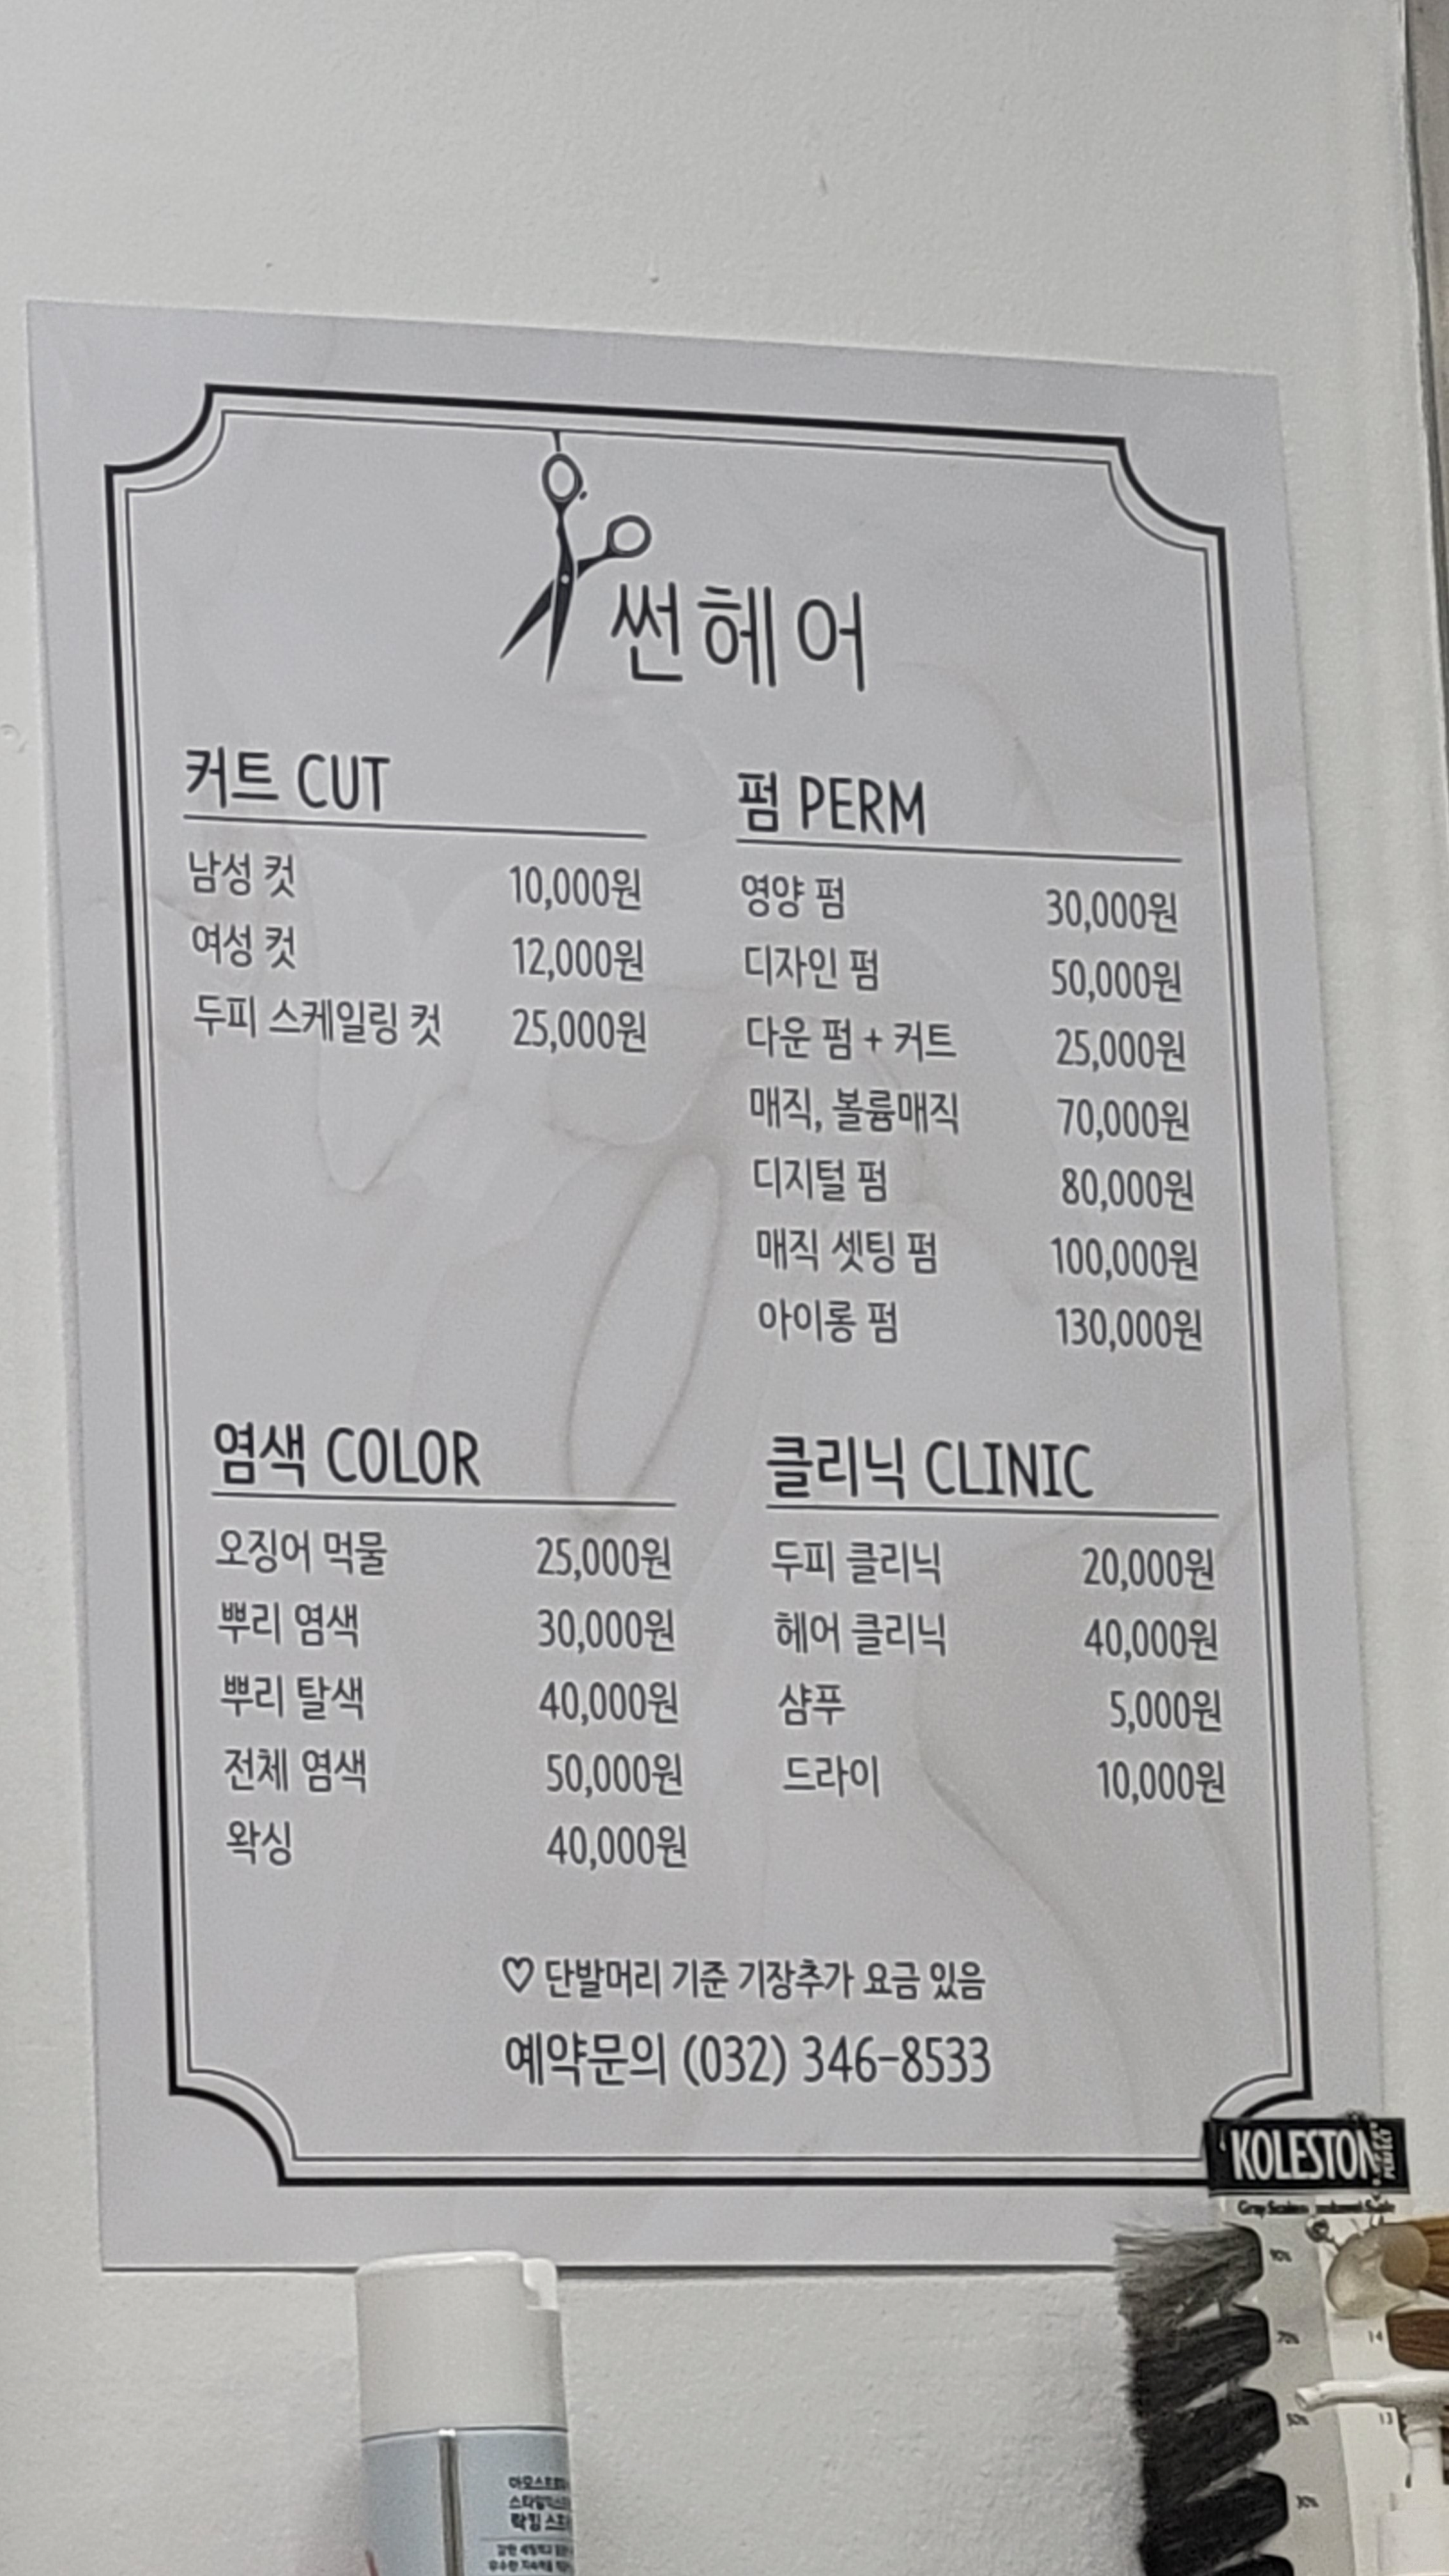 썬헤어
커트 CUT
남성 컷 10,000원
여성 컷 12,000원
두피 스케일링 컷 25,000원
펌 PERM
영양 펌 30,000원
디자인 펌 50,000원
다운 펌 + 커트 25,000원
매직, 볼륨매직 70,000원
디지털 펌 80,000원
매직 셋팅 펌 100,000원
아이롱 펌 130,000원
염색 COLOR
오징어 먹물 25,000원
뿌리 염색 30,000원
뿌리 탈색 40,000원
전체 염색 50,000원
왁싱 40,000원
클리닉 CLINIC
두피 클리닉 20,000원
헤어 클리닉 40,000원
샴푸 5,000원
드라이 10,000원
♡ 단발머리 기준 기장추가 요금 있음
예약문의 (032) 346-8533
KOLESTON
14
13